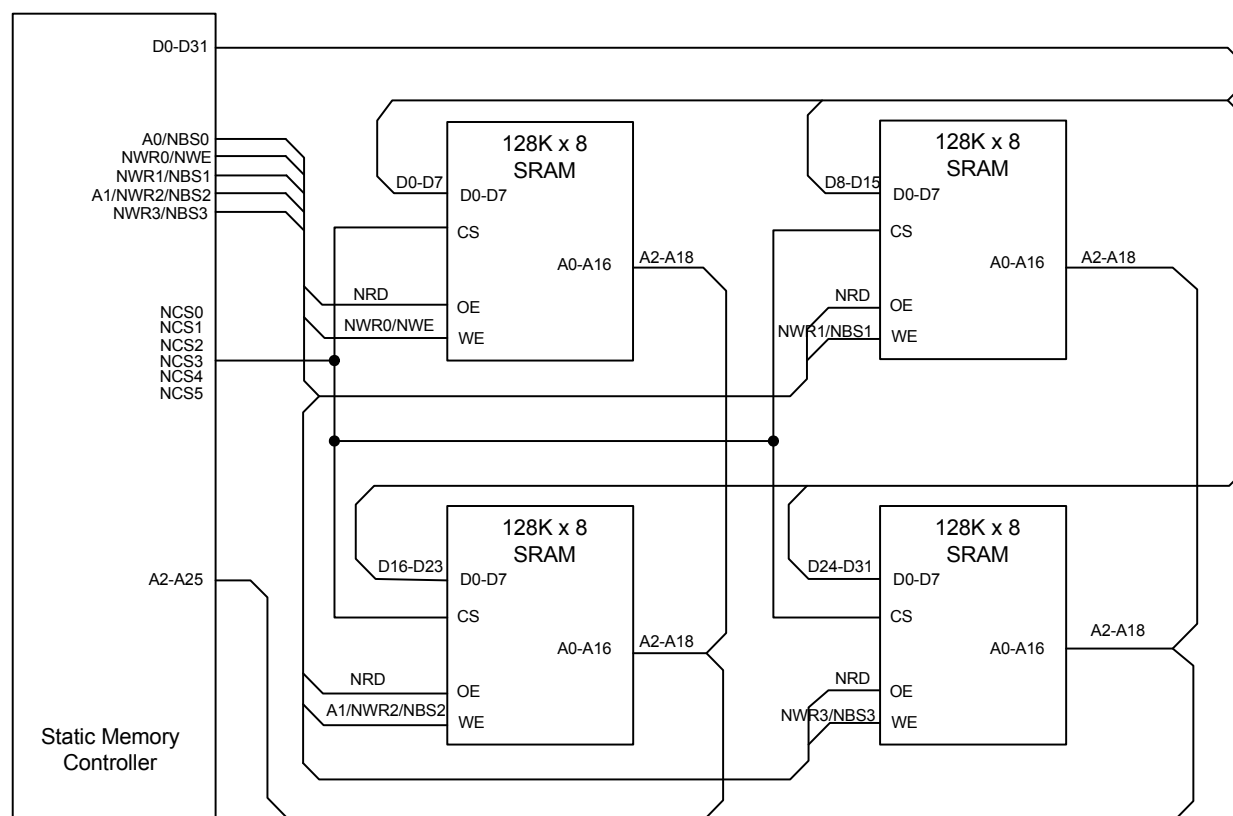 D0-D31
A0/NBS0
NWR0/NWE
NWR1/NBS1
A1/NWR2/NBS2
NWR3/NBS3
NCS0
NCS1
NCS2
NCS3
NCS4
NCS5
A2-A25
Static Memory
Controller
128K x 8
SRAM
D0-D7
D0-D7
CS
A0-A16
A2-A18
NRD
OE
NWR0/NWE
WE
128K x 8
SRAM
D8-D15
D0-D7
CS
A0-A16
A2-A18
NRD
OE
NWR1/NBS1
WE
128K x 8
SRAM
D16-D23
D0-D7
CS
A0-A16
A2-A18
NRD
OE
A1/NWR2/NBS2
WE
128K x 8
SRAM
D24-D31
D0-D7
CS
A0-A16
A2-A18
NRD
OE
NWR3/NBS3
WE